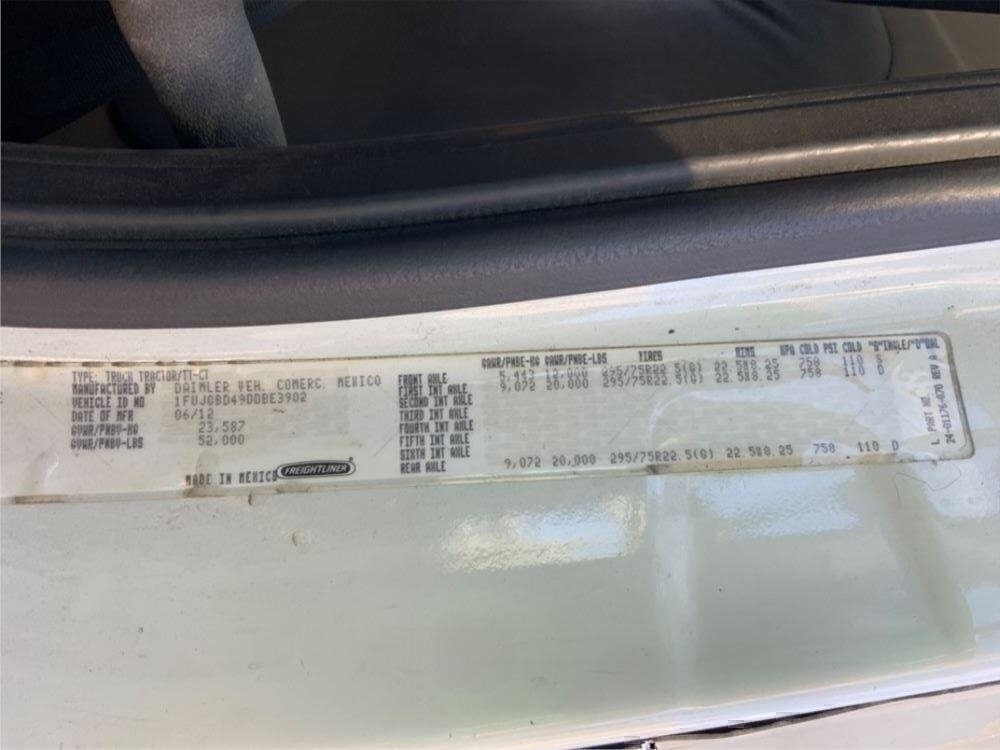 TYPE: TRUCK TRACTOR/TT-CT
MANUFACTURED BY DAIMLER VEH. COMERC. MEXICO
VEHICLE ID NO 1FUJGBD49DDBE3902
DATE OF MFR 06/12
GVWR/PNBV-KG 23,587
GVWR/PNBV-LBS 52,000
MADE IN MEXICO FREIGHTLINER
GAWR/PNBE-KG GAWR/PNBE-LBS TIRES RIMS KPA COLD PSI COLD "S"INGLE/"D"UAL
FRONT AXLE 5,443 12,000 295/75R22.5(G) 22.5X8.25 758 110 S
FIRST INT AXLE 9,072 20,000 295/75R22.5(G) 22.5X8.25 758 110 D
SECOND INT AXLE
THIRD INT AXLE
FOURTH INT AXLE
FIFTH INT AXLE
SIXTH INT AXLE
REAR AXLE 9,072 20,000 295/75R22.5(G) 22.5X8.25 758 110 D
L PART NO. A
24-01176-070 REV